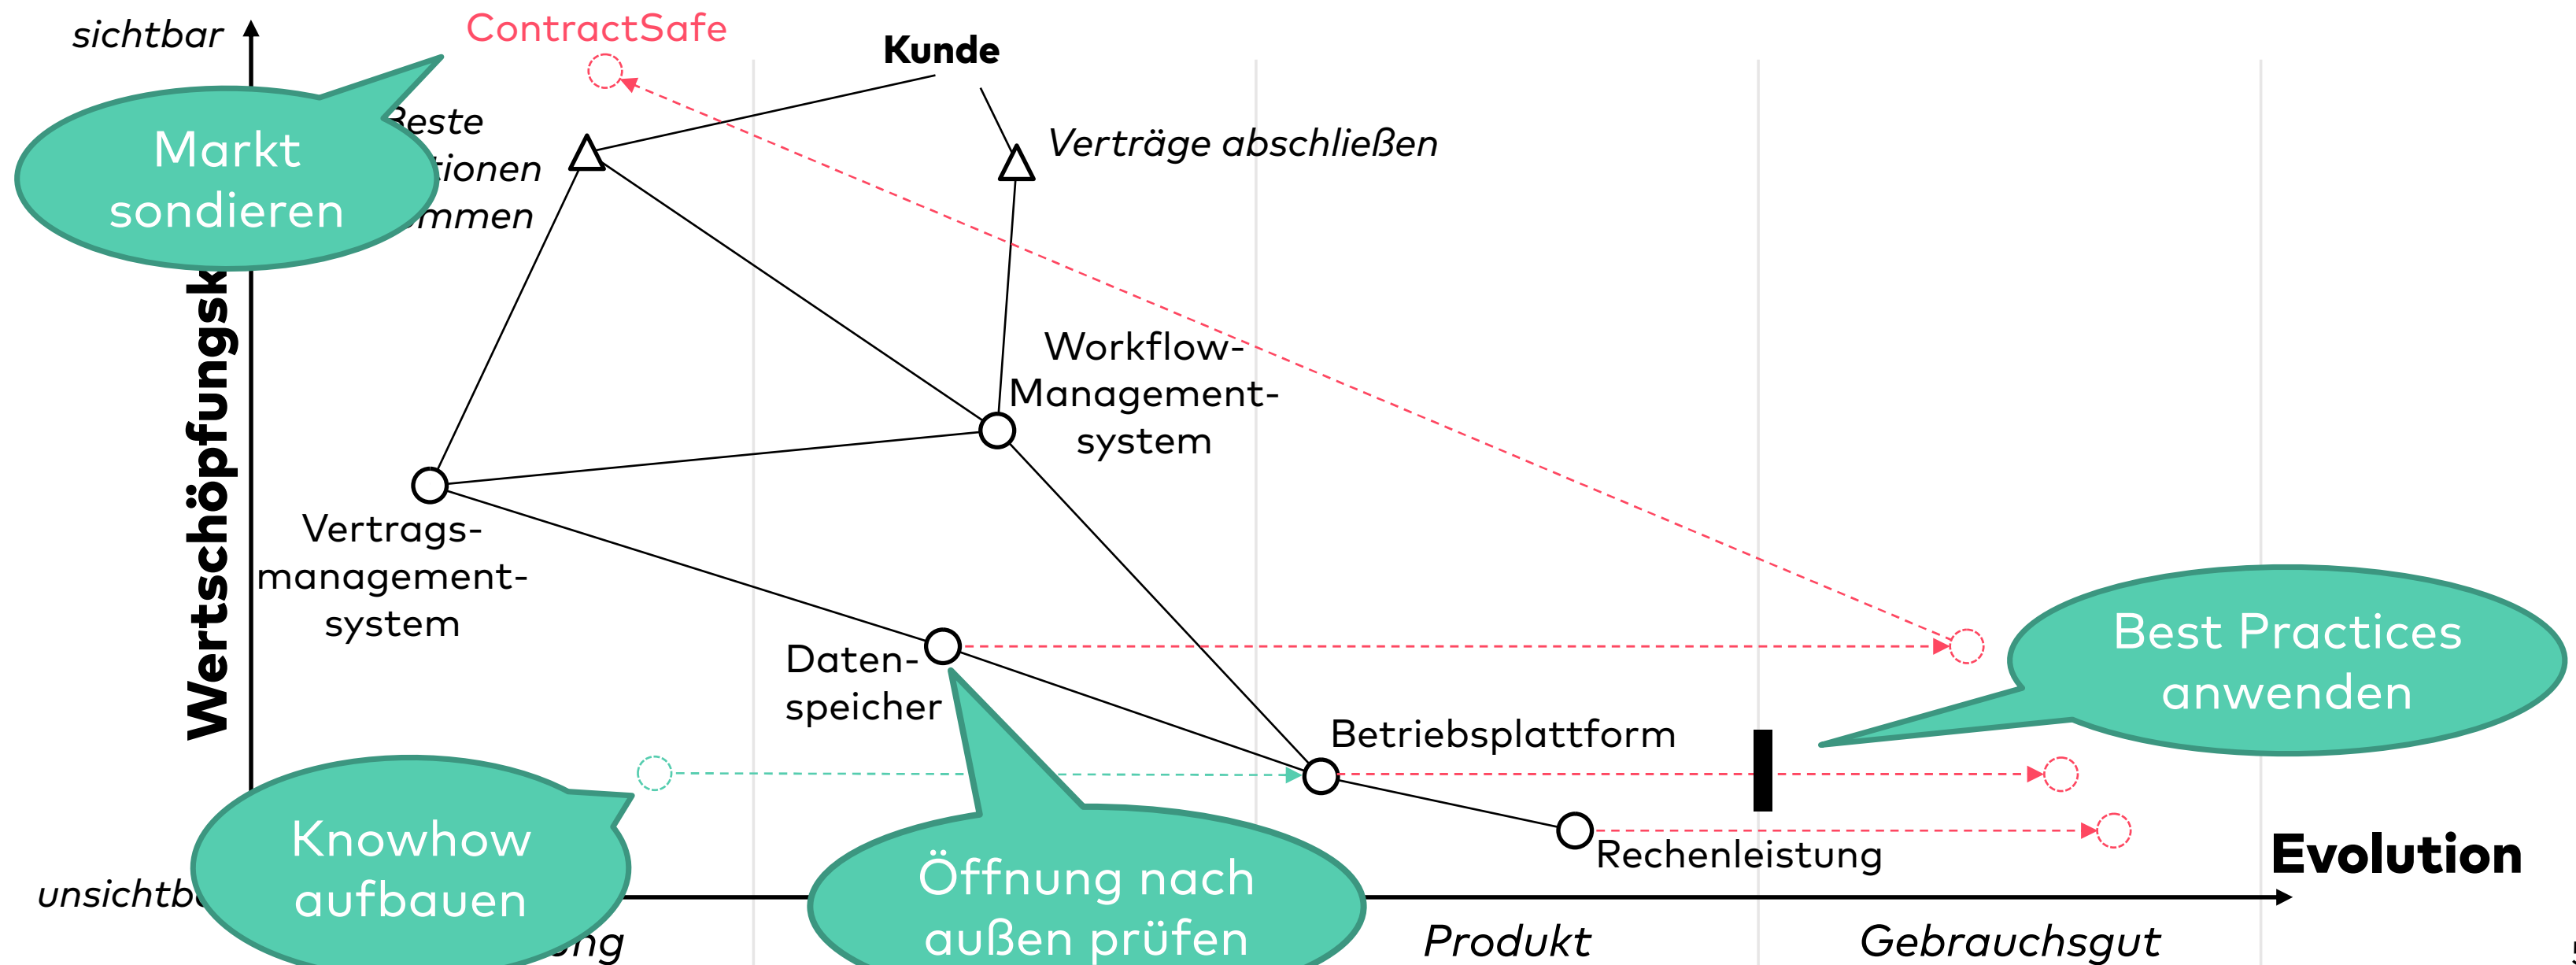 sichtbar
ContractSafe
Kunde
Markt
sondieren
Beste
Verträge abschließen
Workflow-
Management-
system
Vertrags-
management-
system
Daten-
speicher
Betriebsplattform
Best Practices
anwenden
Rechenleistung
Evolution
Knowhow
aufbauen
Öffnung nach
außen prüfen
Produkt
Gebrauchsgut